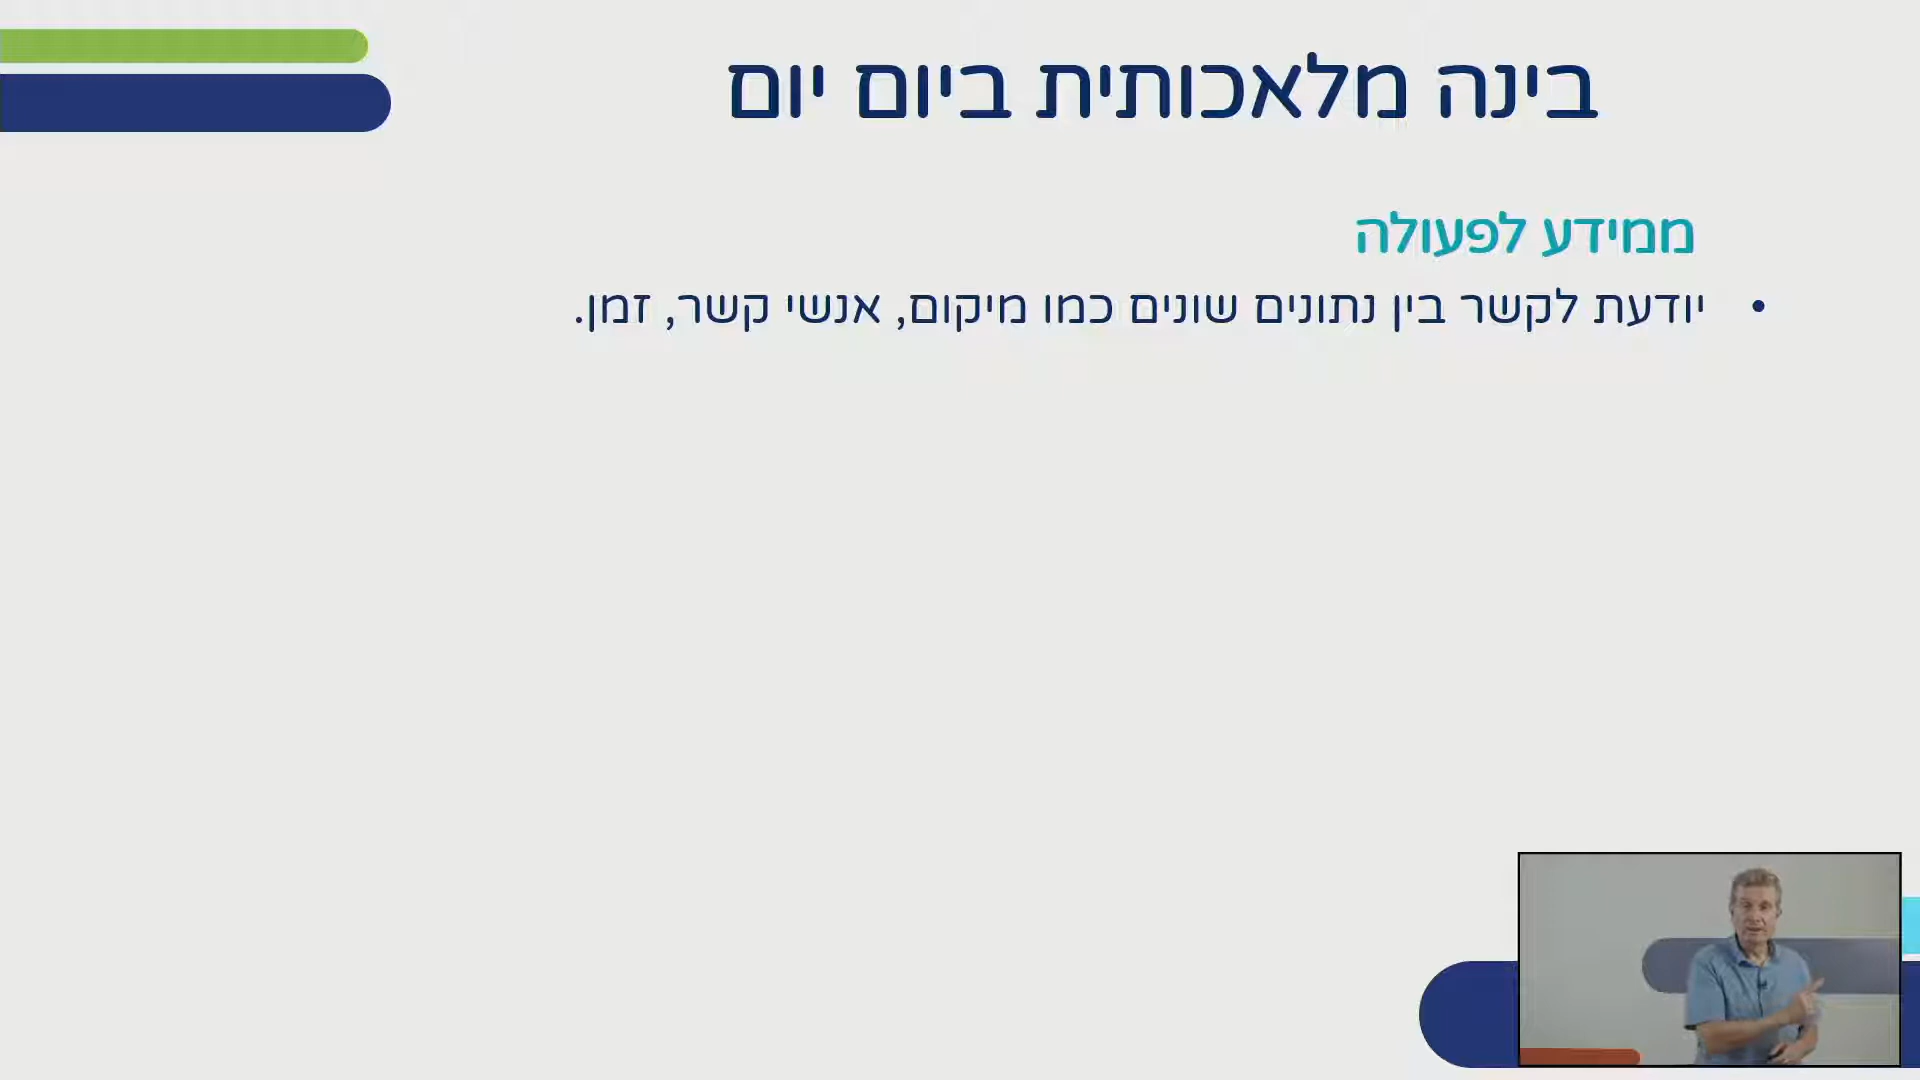 בינה מלאכותית ביום יום
ממידע לפעולה
• יודעת לקשר בין נתונים שונים כמו מיקום, אנשי קשר, זמן.